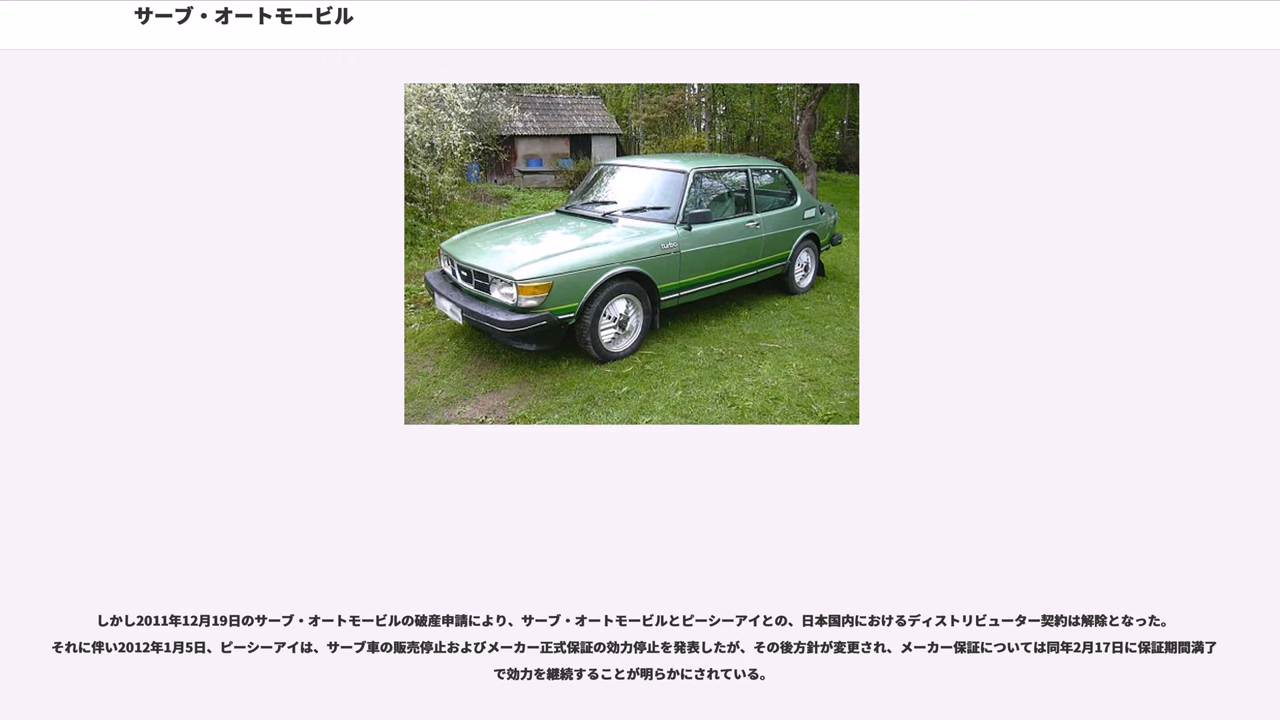 サーブ・オートモービル
turbo
しかし2011年12月19日のサーブ・オートモービルの破産申請により、サーブ・オートモービルとピーシーアイとの、日本国内におけるディストリビューター契約は解除となった。
それに伴い2012年1月5日、ピーシーアイは、サーブ車の販売停止およびメーカー正式保証の効力停止を発表したが、その後方針が変更され、メーカー保証については同年2月17日に保証期間満了
で効力を継続することが明らかにされている。